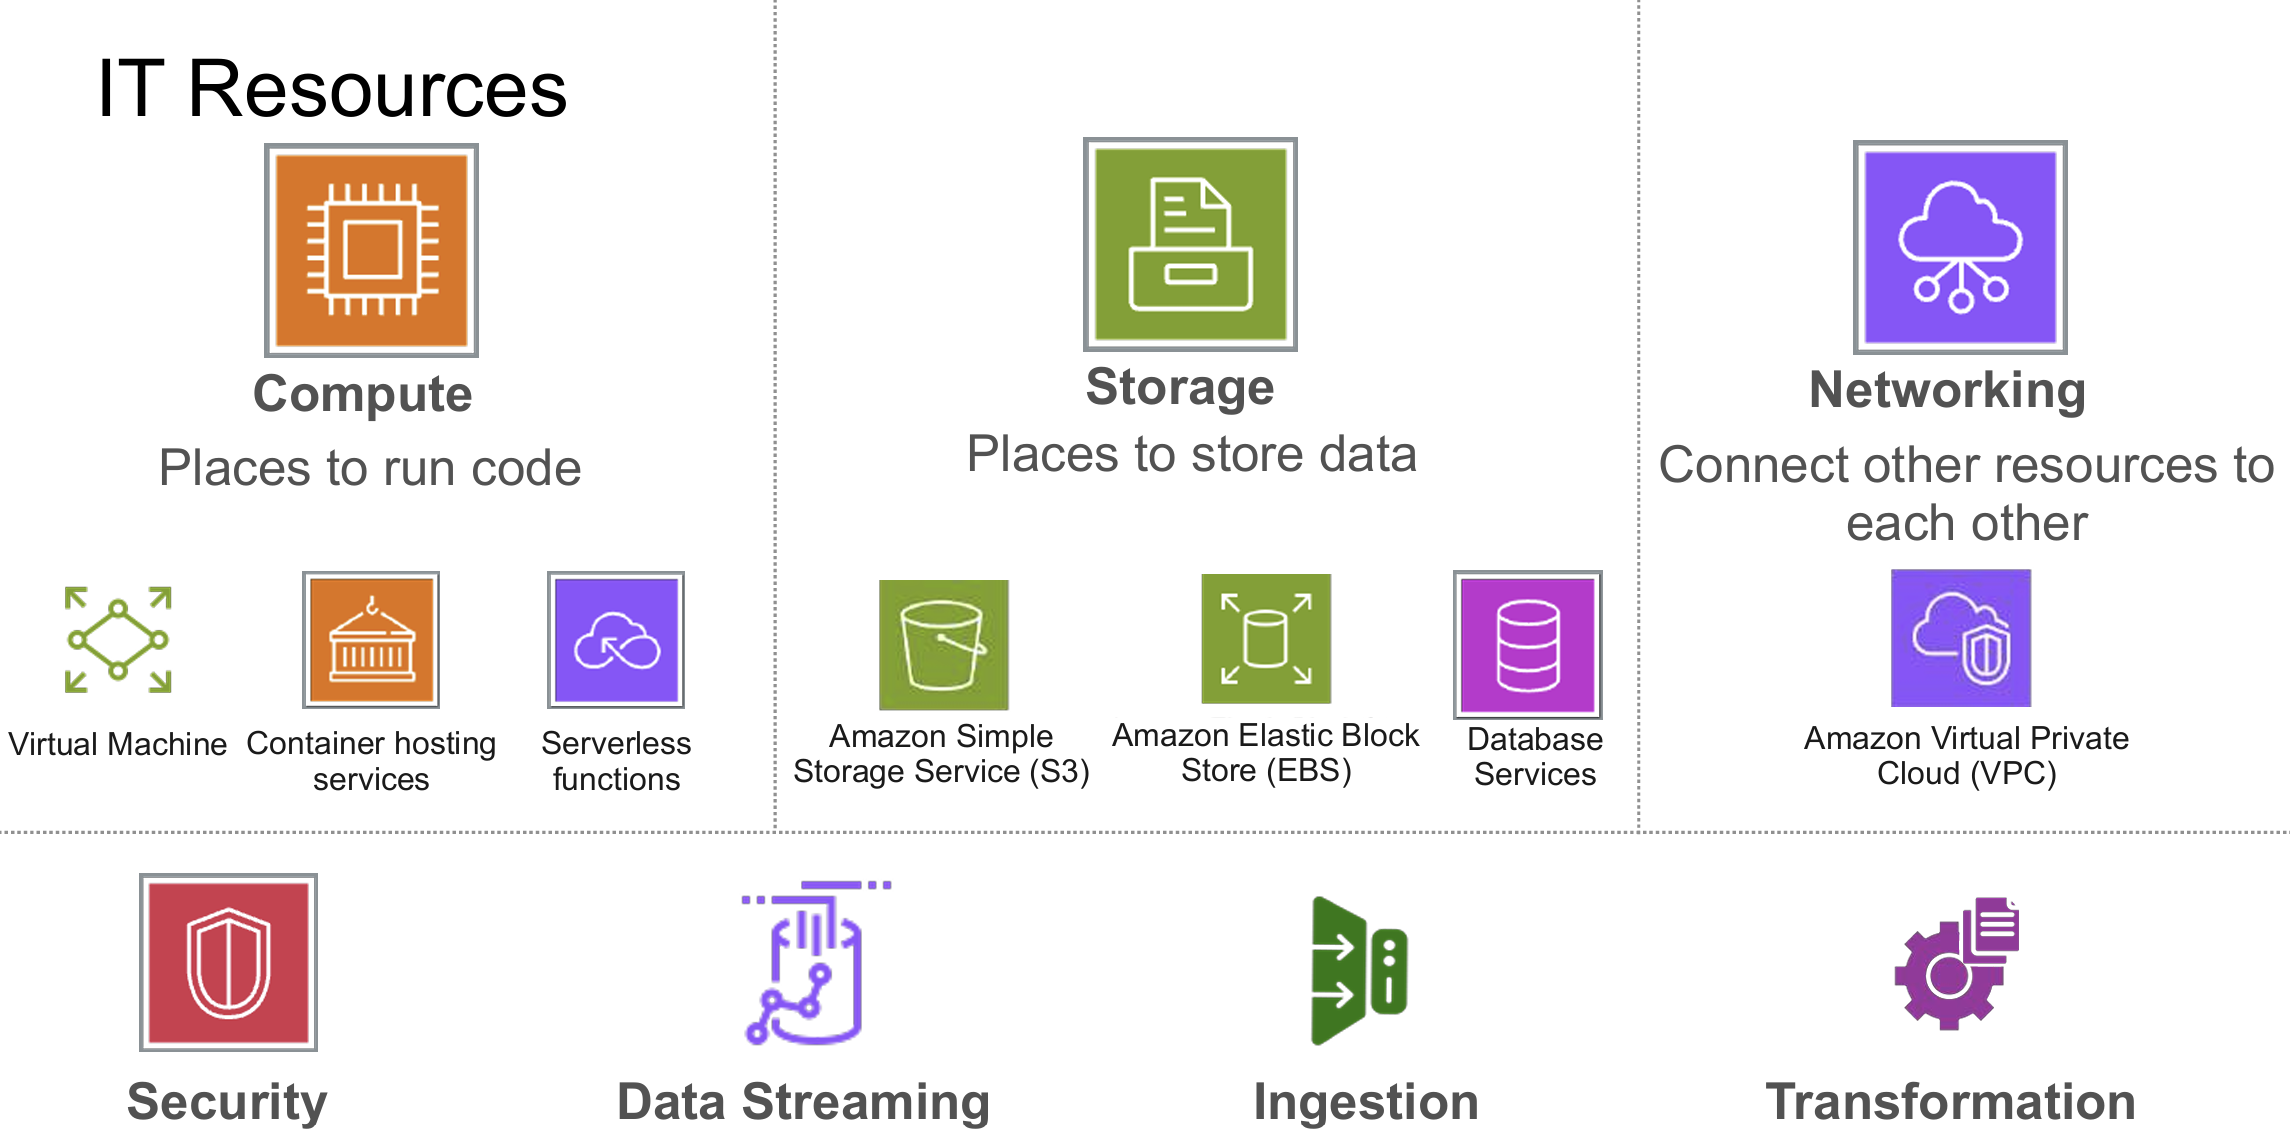 IT Resources
Compute
Places to run code
Virtual Machine
Container hosting
services
Serverless
functions
Storage
Places to store data
Amazon Simple
Storage Service (S3)
Amazon Elastic Block
Store (EBS)
Database
Services
Networking
Connect other resources to
each other
Amazon Virtual Private
Cloud (VPC)
Security
Data Streaming
Ingestion
Transformation